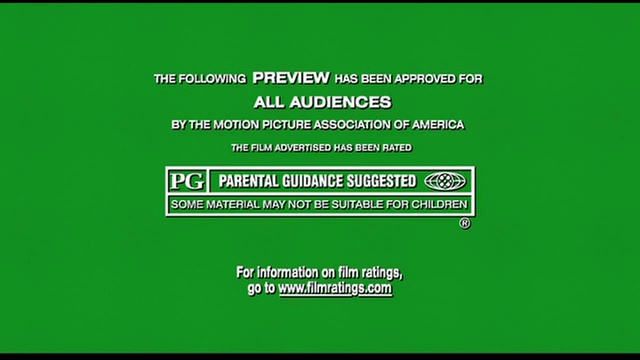 THE FOLLOWING PREVIEW HAS BEEN APPROVED FOR
ALL AUDIENCES
BY THE MOTION PICTURE ASSOCIATION OF AMERICA
THE FILM ADVERTISED HAS BEEN RATED
PG PARENTAL GUIDANCE SUGGESTED
SOME MATERIAL MAY NOT BE SUITABLE FOR CHILDREN
®
For information on film ratings,
go to www.filmratings.com